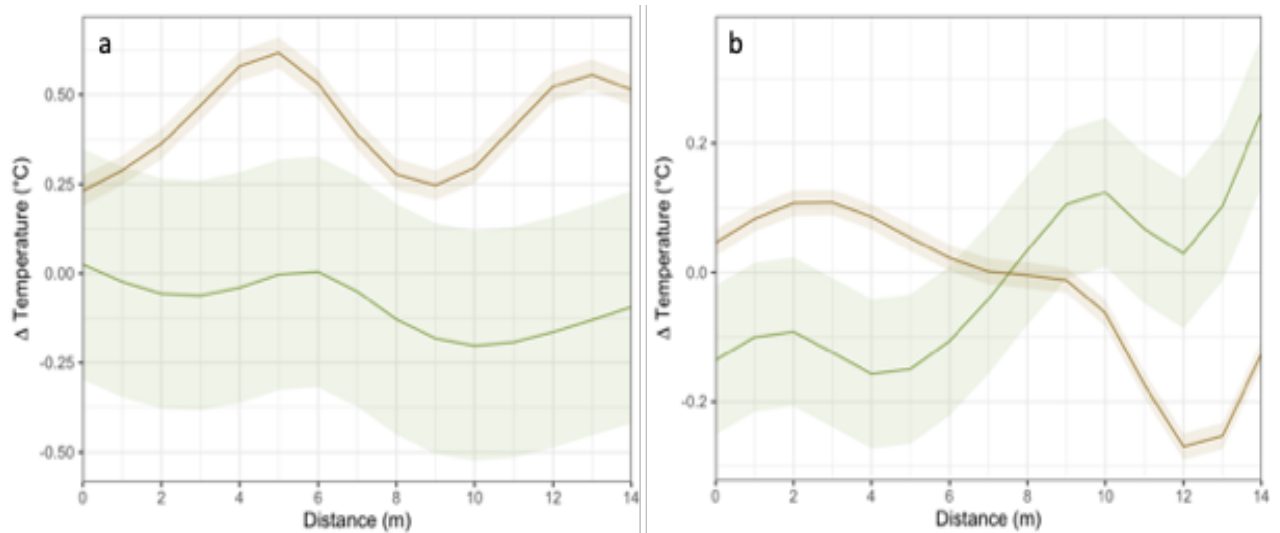 a
Δ Temperature (°C)
0.50
0.25
0.00
-0.25
-0.50
0 2 4 6 8 10 12 14
Distance (m)
b
Δ Temperature (°C)
0.2
0.0
-0.2
0 2 4 6 8 10 12 14
Distance (m)